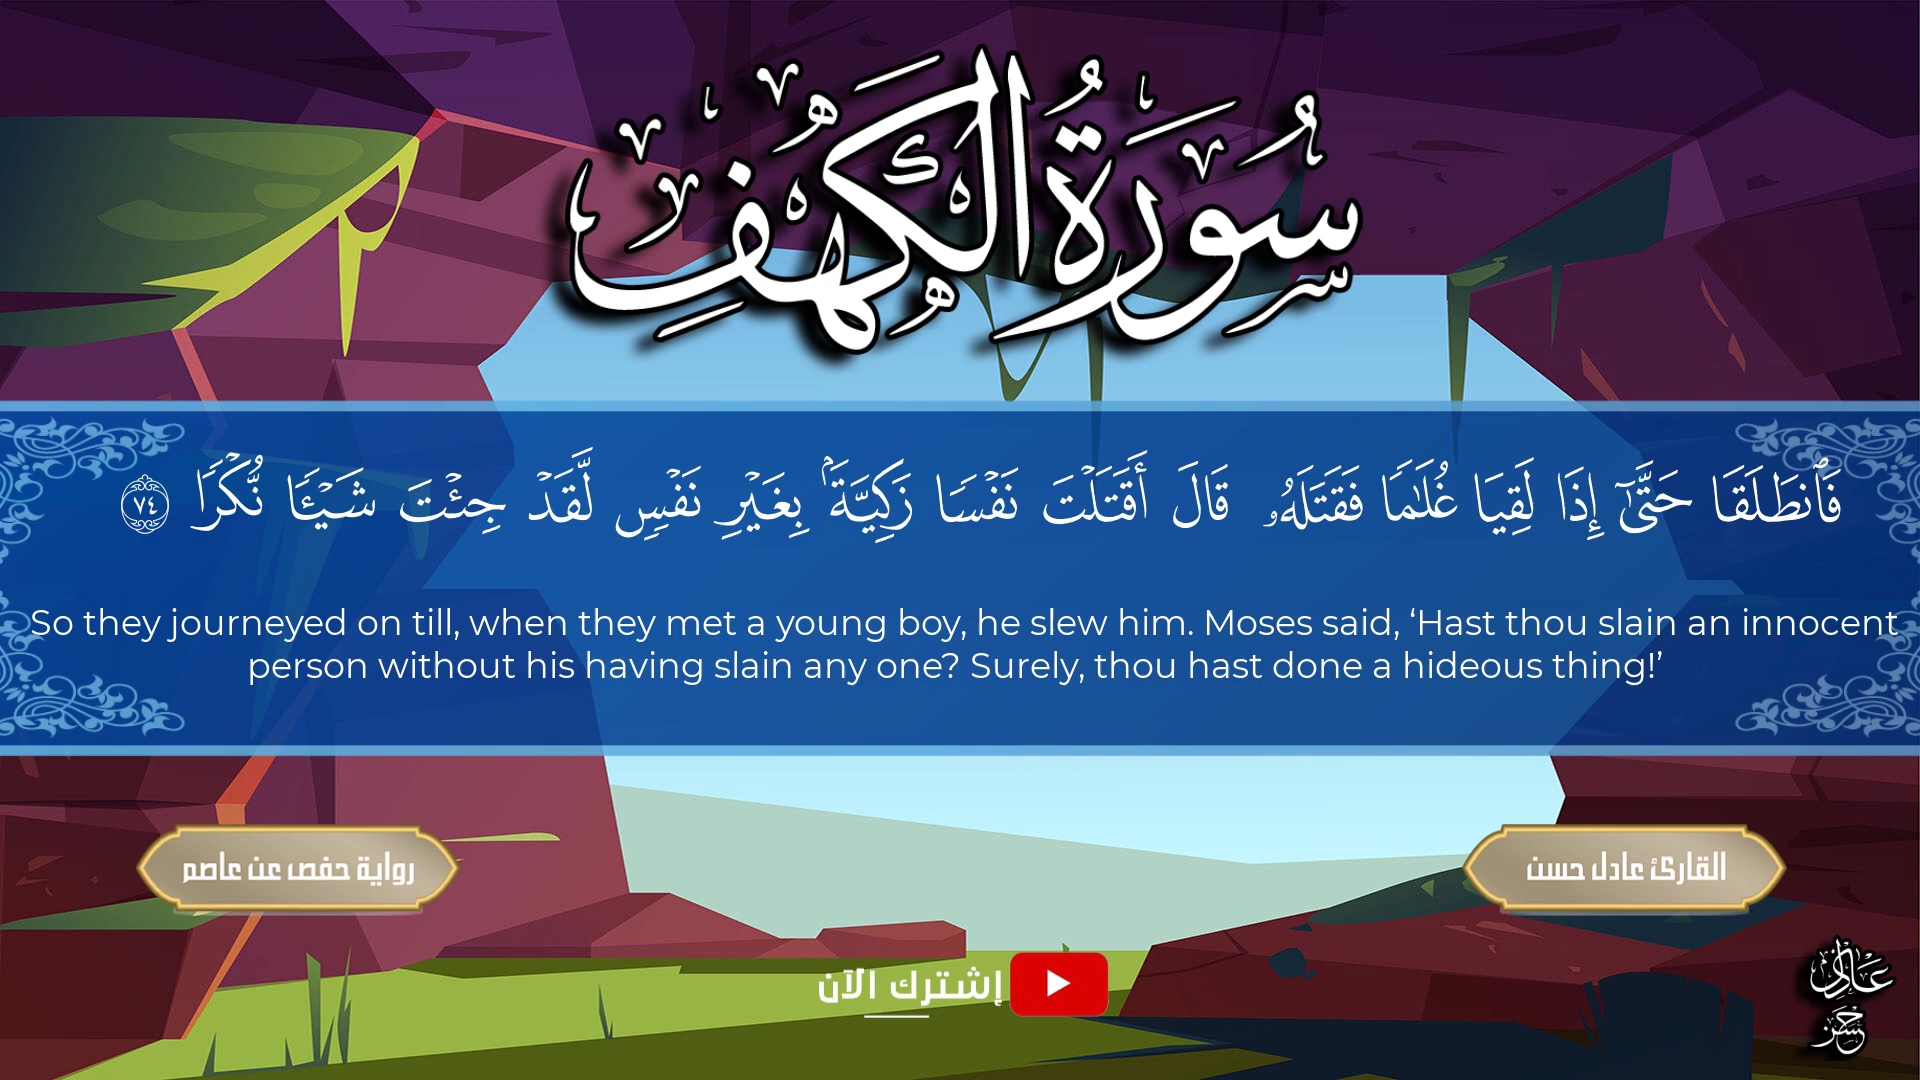 سُورَةُ الكَهْفِ
فَٱنطَلَقَا حَتَّىٰٓ إِذَا لَقِيَا غُلَٰمًا فَقَتَلَهُۥ قَالَ أَقَتَلۡتَ نَفۡسًا زَكِيَّةَۢ بِغَيۡرِ نَفۡسٍ لَّقَدۡ جِئۡتَ شَيۡـًٔا نُّكۡرًا ٧٤
So they journeyed on till, when they met a young boy, he slew him. Moses said, ‘Hast thou slain an innocent
person without his having slain any one? Surely, thou hast done a hideous thing!’
القارئ عادل حسن
رواية حفص عن عاصم
إشترك الآن
عادل
حسن